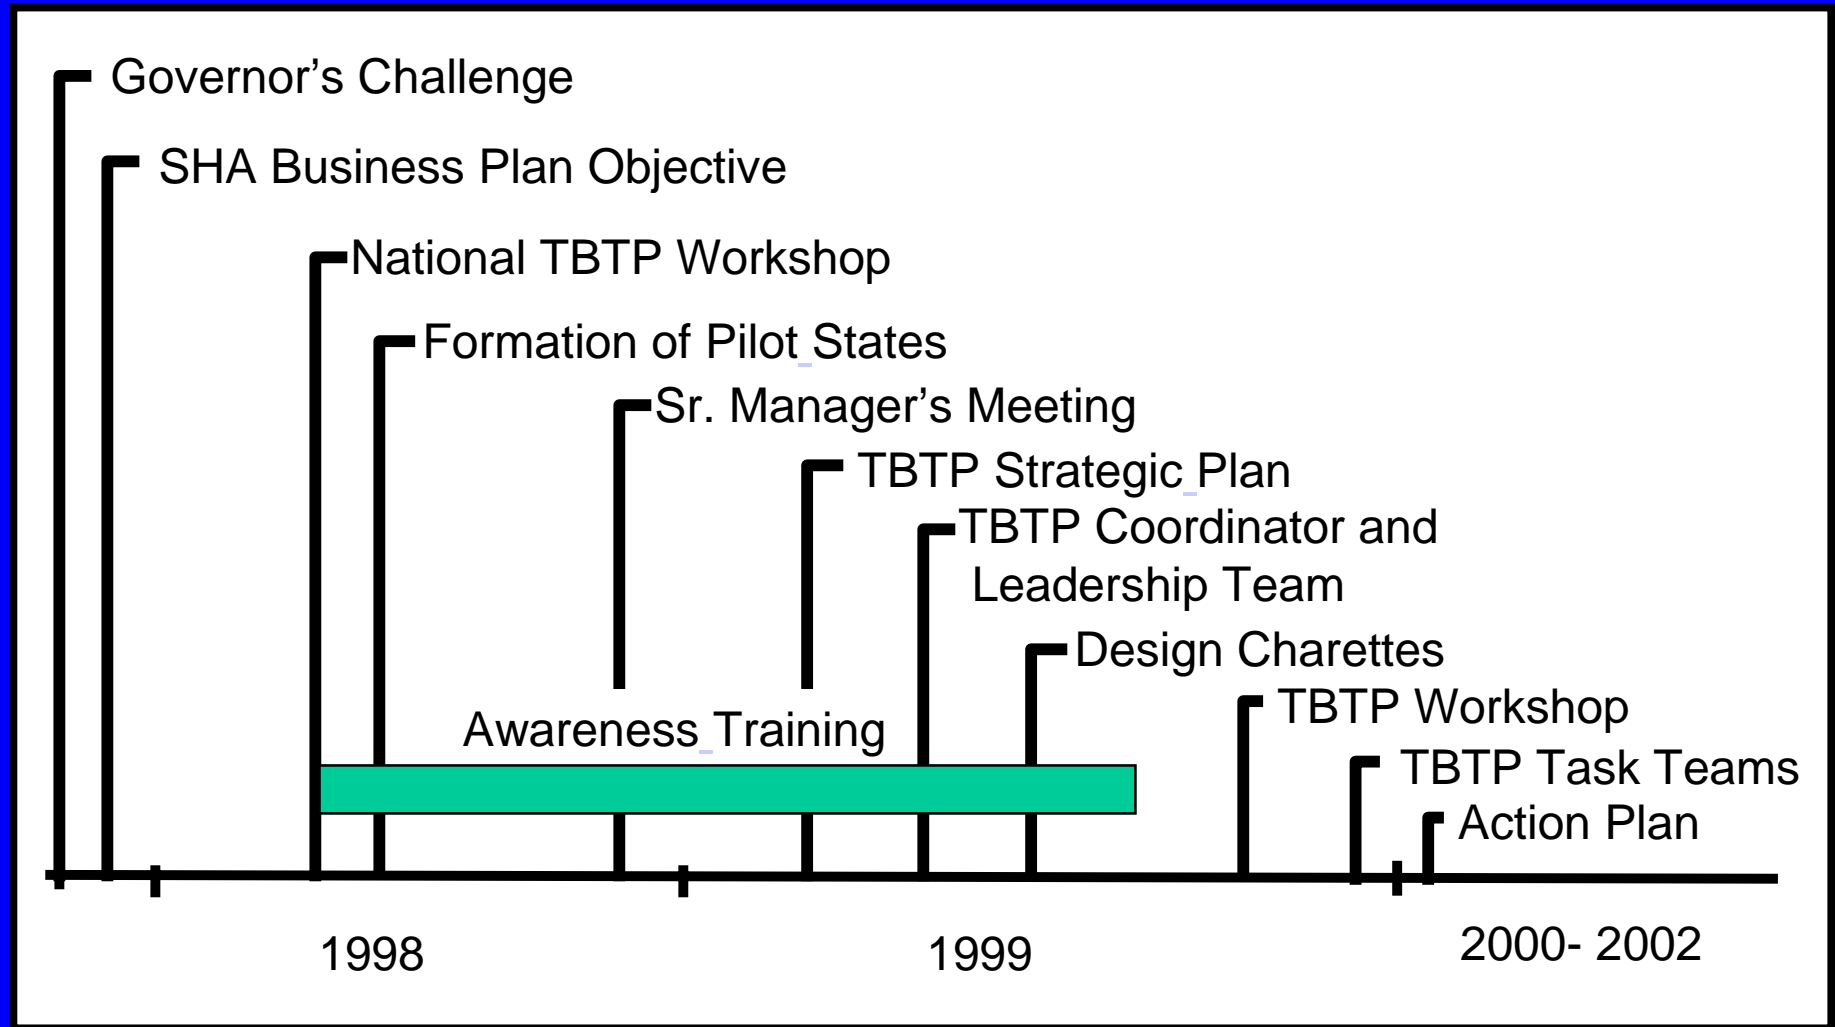 Governor’s Challenge
SHA Business Plan Objective
National TBTP Workshop
Formation of Pilot States
Sr. Manager’s Meeting
TBTP Strategic Plan
TBTP Coordinator and
Leadership Team
Design Charettes
TBTP Workshop
Awareness Training
TBTP Task Teams
Action Plan
1998
1999
2000- 2002